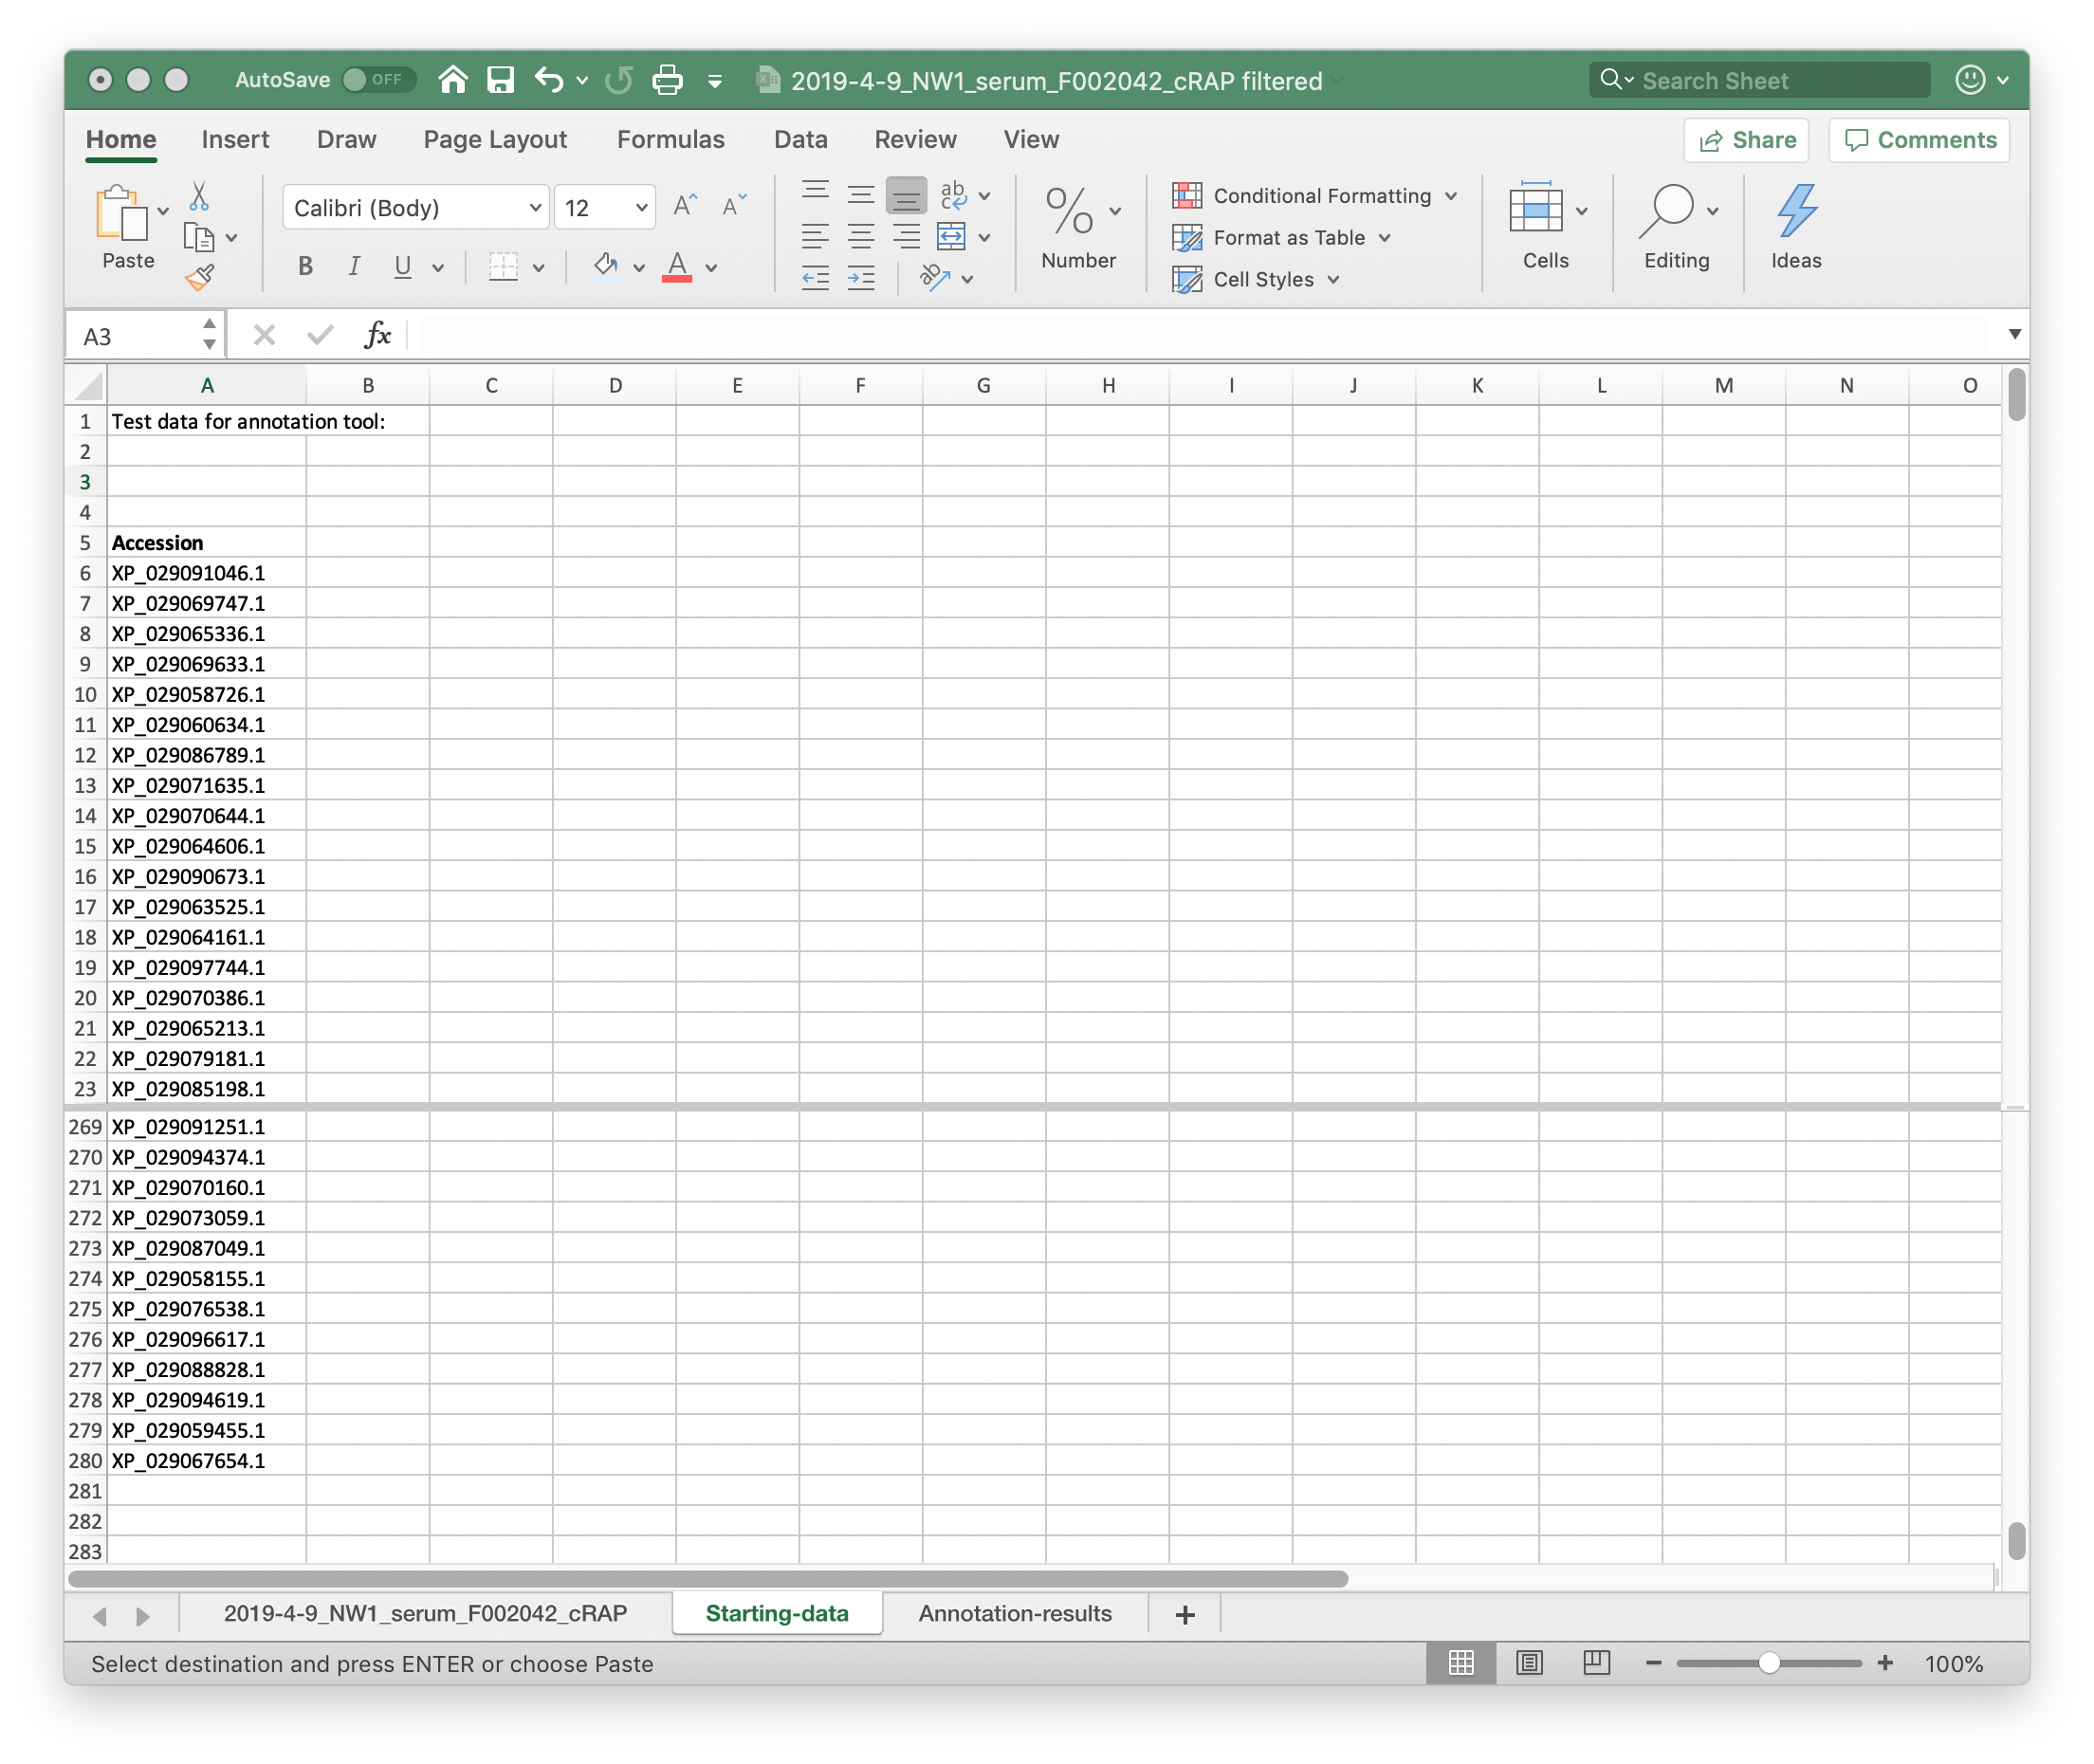 AutoSave OFF 2019-4-9_NW1_serum_F002042_cRAP filtered Search Sheet
Home Insert Draw Page Layout Formulas Data Review View Share Comments
Paste Calibri (Body) 12 A^ A˅ ab c Number Conditional Formatting Format as Table Cell Styles Cells Editing Ideas
B I U A
% 
A3 fx
A B C D E F G H I J K L M N O
1 Test data for annotation tool:
2
3
4
5 Accession
6 XP_029091046.1
7 XP_029069747.1
8 XP_029065336.1
9 XP_029069633.1
10 XP_029058726.1
11 XP_029060634.1
12 XP_029086789.1
13 XP_029071635.1
14 XP_029070644.1
15 XP_029064606.1
16 XP_029090673.1
17 XP_029063525.1
18 XP_029064161.1
19 XP_029097744.1
20 XP_029070386.1
21 XP_029065213.1
22 XP_029079181.1
23 XP_029085198.1
269 XP_029091251.1
270 XP_029094374.1
271 XP_029070160.1
272 XP_029073059.1
273 XP_029087049.1
274 XP_029058155.1
275 XP_029076538.1
276 XP_029096617.1
277 XP_029088828.1
278 XP_029094619.1
279 XP_029059455.1
280 XP_029067654.1
281
282
283
2019-4-9_NW1_serum_F002042_cRAP Starting-data Annotation-results +
Select destination and press ENTER or choose Paste − + 100%